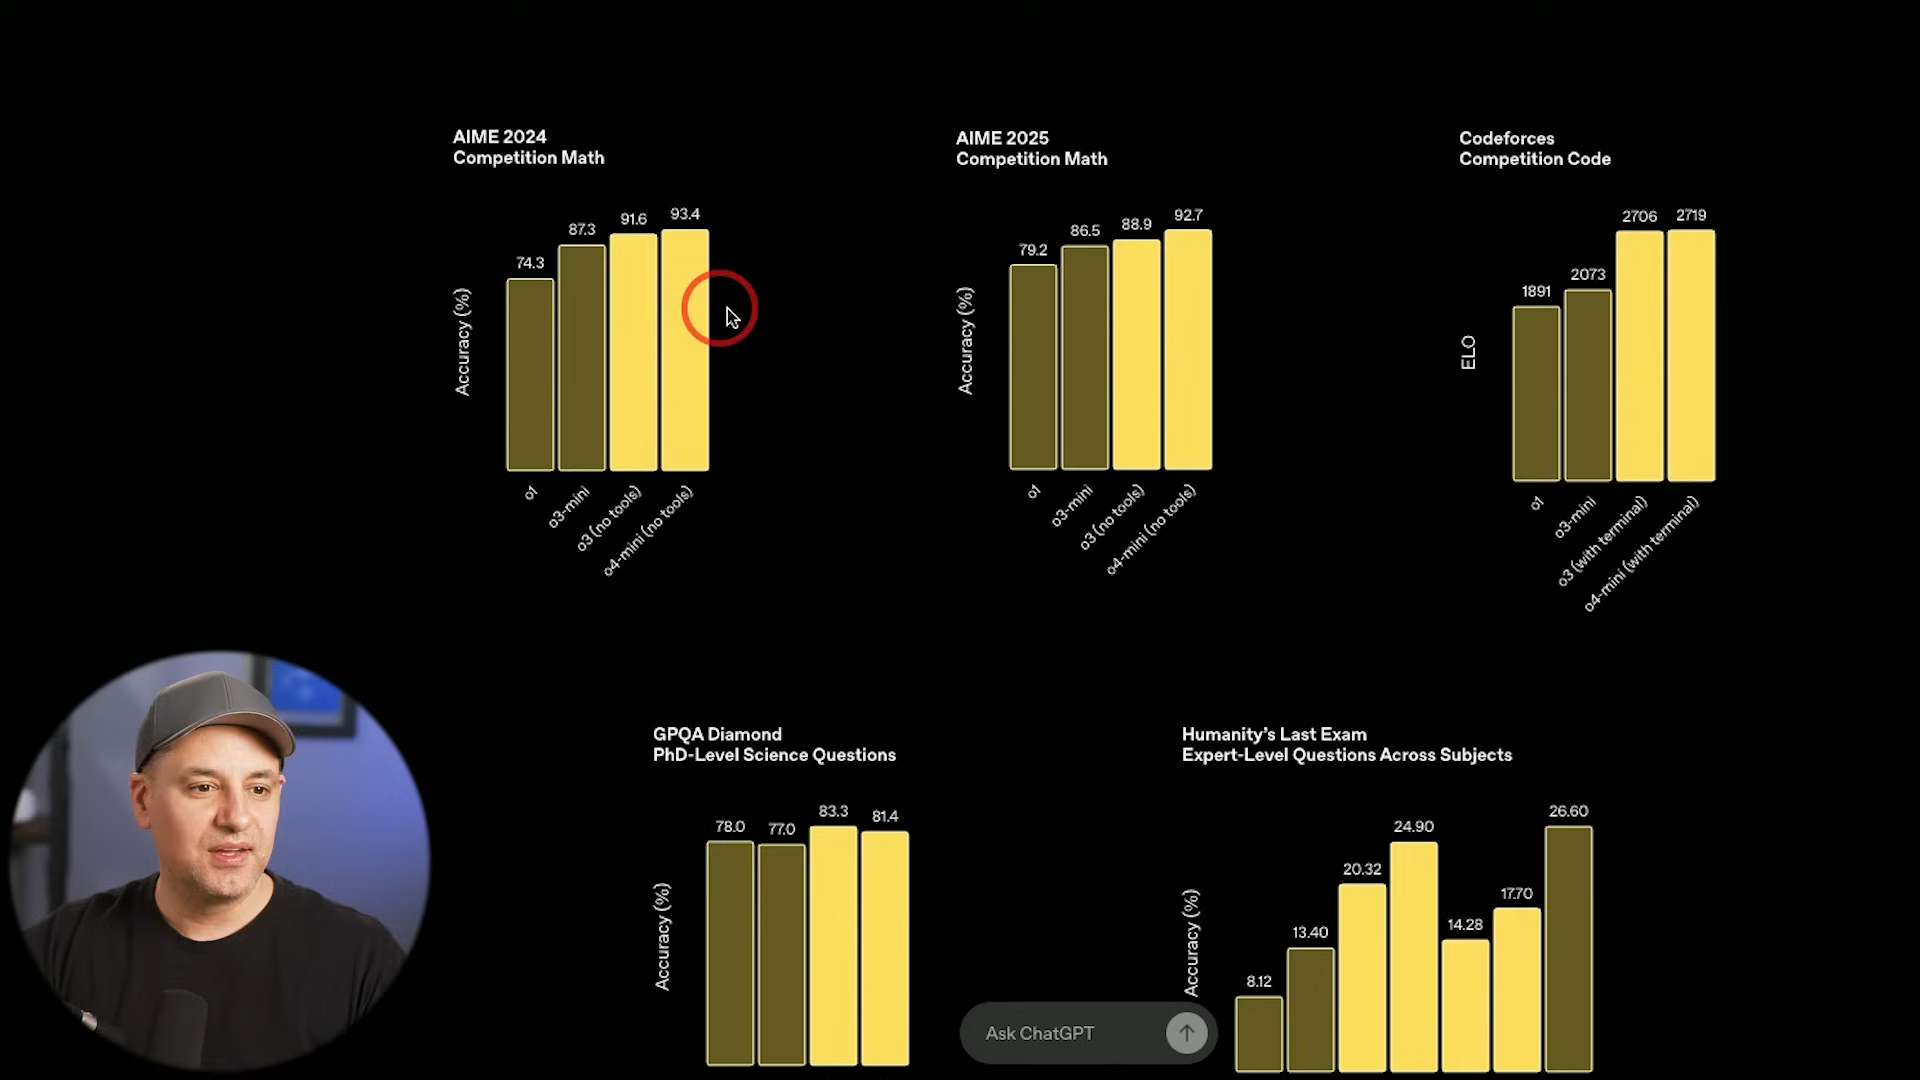 AIME 2024
Competition Math
93.4
91.6
87.3
74.3
Accuracy (%)
o1
o3-mini
o3 (no tools)
o4-mini (no tools)
AIME 2025
Competition Math
92.7
88.9
86.5
79.2
Accuracy (%)
o1
o3-mini
o3 (no tools)
o4-mini (no tools)
Codeforces
Competition Code
2706 2719
2073
1891
ELO
o1
o3-mini
o3 (with terminal)
o4-mini (with terminal)
GPQA Diamond
PhD-Level Science Questions
83.3
81.4
78.0 77.0
Accuracy (%)
Humanity's Last Exam
Expert-Level Questions Across Subjects
26.60
24.90
20.32
17.70
14.28
13.40
8.12
Accuracy (%)
Ask ChatGPT